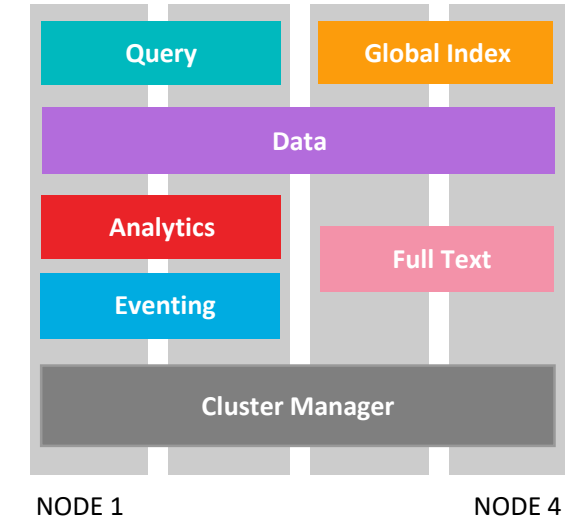 Query
Global Index
Data
Analytics
Full Text
Eventing
Cluster Manager
NODE 1
NODE 4